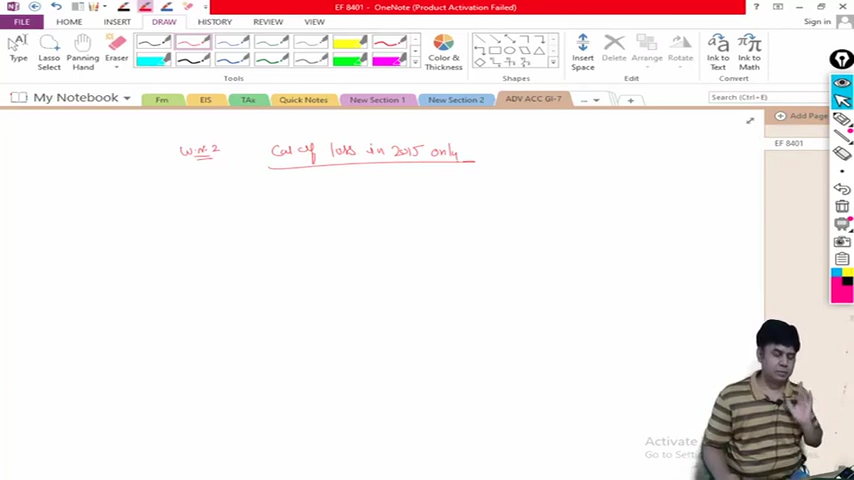 EF 8401 - OneNote (Product Activation Failed)
Sign in
FILE HOME INSERT DRAW HISTORY REVIEW VIEW
Type
Lasso Select
Panning Hand
Eraser
Color & Thickness
Insert Space
Delete
Arrange
Rotate
Ink to Text
Ink to Math
Tools
Shapes
Edit
Convert
My Notebook
Fm
EIS
TAx
Quick Notes
New Section 1
New Section 2
ADV ACC GI-7
...
Search (Ctrl+E)
Add Page
EF 8401
W.N.2 Cal of loss in 2015 only
Activate
Go to